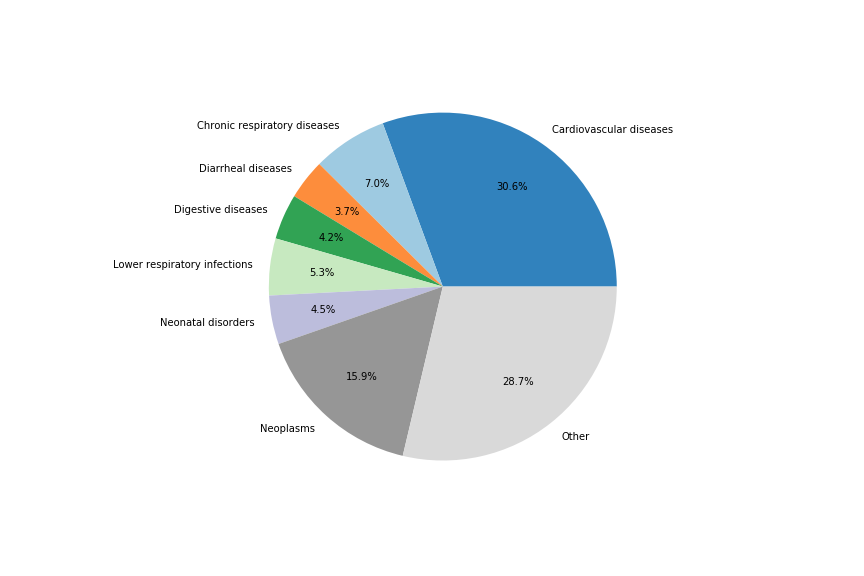 Chronic respiratory diseases
Cardiovascular diseases
Diarrheal diseases
7.0%
30.6%
Digestive diseases
3.7%
4.2%
Lower respiratory infections
5.3%
Neonatal disorders
4.5%
15.9%
28.7%
Neoplasms
Other